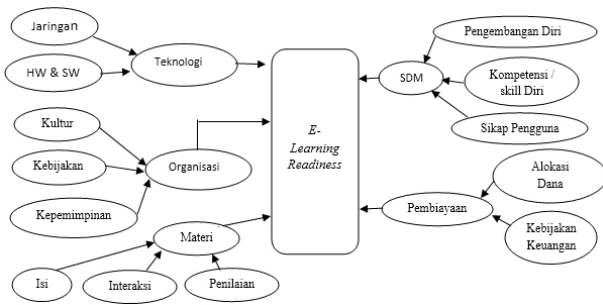 Jaringan
HW & SW
Teknologi
Kultur
Kebijakan
Kepemimpinan
Organisasi
Isi
Interaksi
Penilaian
Materi
E-
Learning
Readiness
Pengembangan Diri
Kompetensi /
skill Diri
Sikap Pengguna
SDM
Alokasi
Dana
Kebijakan
Keuangan
Pembiayaan